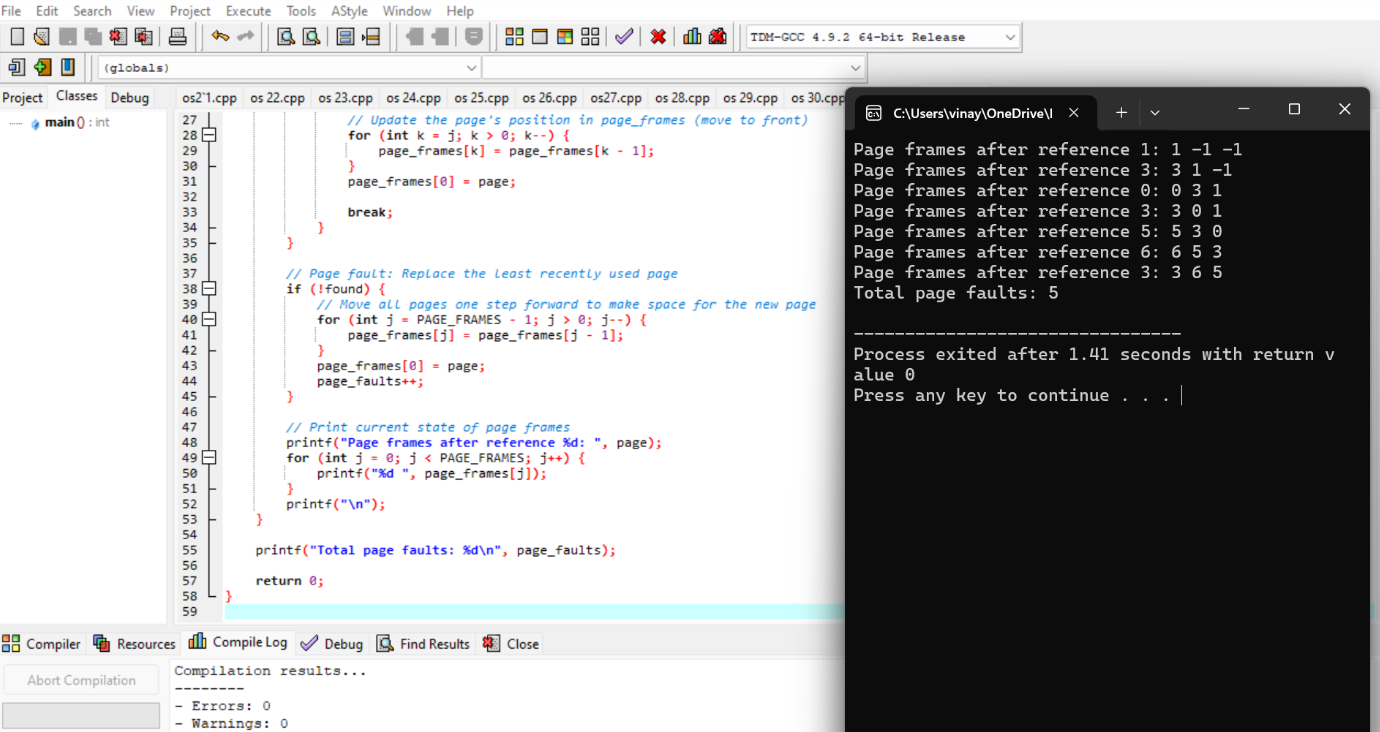 File Edit Search View Project Execute Tools AStyle Window Help
TDM-GCC 4.9.2 64-bit Release
(globals)
Project Classes Debug
os2`1.cpp os 22.cpp os 23.cpp os 24.cpp os 25.cpp os 26.cpp os27.cpp os 28.cpp os 29.cpp os 30.cpp
main () : int
27 // Update the page's position in page_frames (move to front)
28 for (int k = j; k > 0; k--) {
29 page_frames[k] = page_frames[k - 1];
30 }
31 page_frames[0] = page;
32
33 break;
34 }
35 }
36
37 // Page fault: Replace the least recently used page
38 if (!found) {
39 // Move all pages one step forward to make space for the new page
40 for (int j = PAGE_FRAMES - 1; j > 0; j--) {
41 page_frames[j] = page_frames[j - 1];
42 }
43 page_frames[0] = page;
44 page_faults++;
45 }
46
47 // Print current state of page frames
48 printf("Page frames after reference %d: ", page);
49 for (int j = 0; j < PAGE_FRAMES; j++) {
50 printf("%d ", page_frames[j]);
51 }
52 printf("\n");
53 }
54
55 printf("Total page faults: %d\n", page_faults);
56
57 return 0;
58 }
59
Compiler Resources Compile Log Debug Find Results Close
Abort Compilation
Compilation results...
--------
- Errors: 0
- Warnings: 0
C:\Users\vinay\OneDrive\
Page frames after reference 1: 1 -1 -1
Page frames after reference 3: 3 1 -1
Page frames after reference 0: 0 3 1
Page frames after reference 3: 3 0 1
Page frames after reference 5: 5 3 0
Page frames after reference 6: 6 5 3
Page frames after reference 3: 3 6 5
Total page faults: 5
--------------------------------
Process exited after 1.41 seconds with return v
alue 0
Press any key to continue . . .